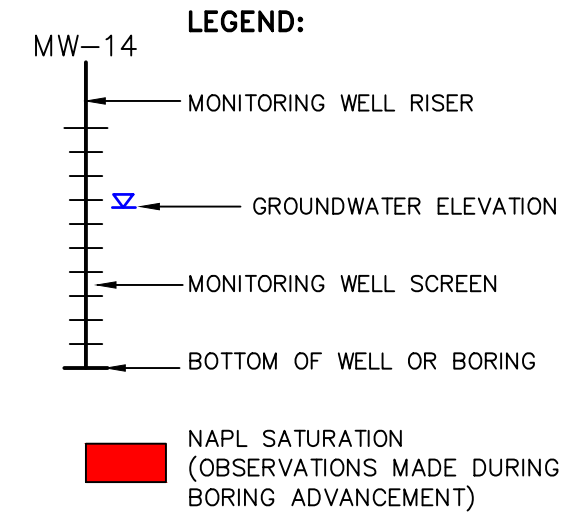 LEGEND:
MW-14
MONITORING WELL RISER
GROUNDWATER ELEVATION
MONITORING WELL SCREEN
BOTTOM OF WELL OR BORING
NAPL SATURATION
(OBSERVATIONS MADE DURING
BORING ADVANCEMENT)